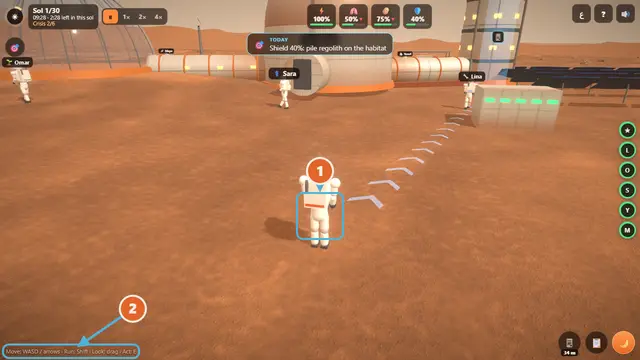 Sol 1/30
09:28 - 2:28 left in this sol
Crisis 2/6
1× 2× 4×
100% 50% 75% 40%
ع ?
TODAY
Shield 40%: pile regolith on the habitat
Omar
Sara
Lina
1
L
O
S
Y
M
2
Move: WASD / arrows · Run: Shift · Look: drag · Act: E
34